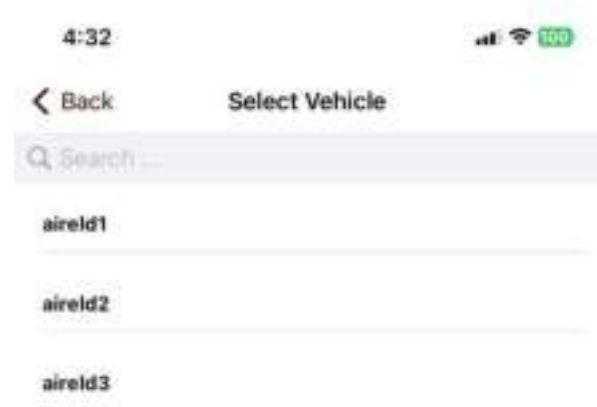 4:32 100
Back Select Vehicle
Search ...
aireld1
aireld2
aireld3